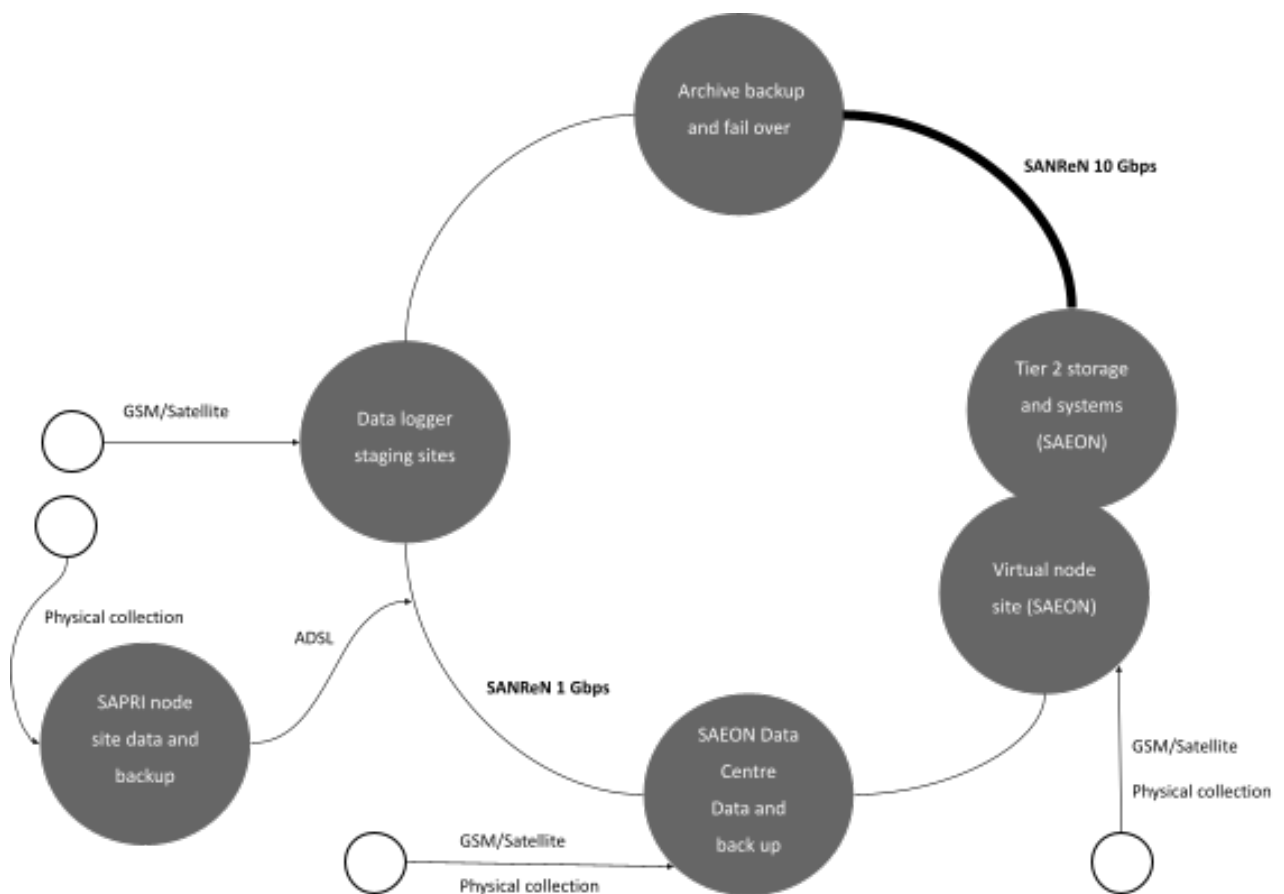 Archive backup
and fail over
SANReN 10 Gbps
Tier 2 storage
and systems
(SAEON)
GSM/Satellite
Data logger
staging sites
Virtual node
site (SAEON)
Physical collection
ADSL
SAPRI node
site data and
backup
SANReN 1 Gbps
SAEON Data
Centre
Data and
back up
GSM/Satellite
Physical collection
GSM/Satellite
Physical collection